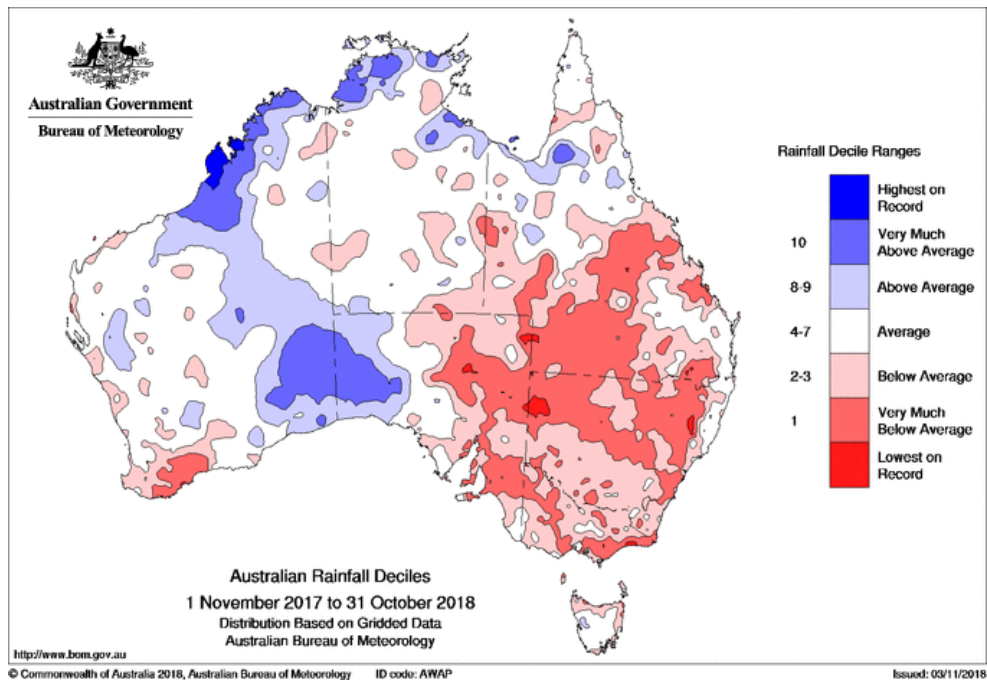 Australian Government
Bureau of Meteorology
Rainfall Decile Ranges
Highest on
Record
10
Very Much
Above Average
8-9
Above Average
4-7
Average
2-3
Below Average
1
Very Much
Below Average
Lowest on
Record
Australian Rainfall Deciles
1 November 2017 to 31 October 2018
Distribution Based on Gridded Data
Australian Bureau of Meteorology
http://www.bom.gov.au
© Commonwealth of Australia 2018, Australian Bureau of Meteorology ID code: AWAP Issued: 03/11/2018